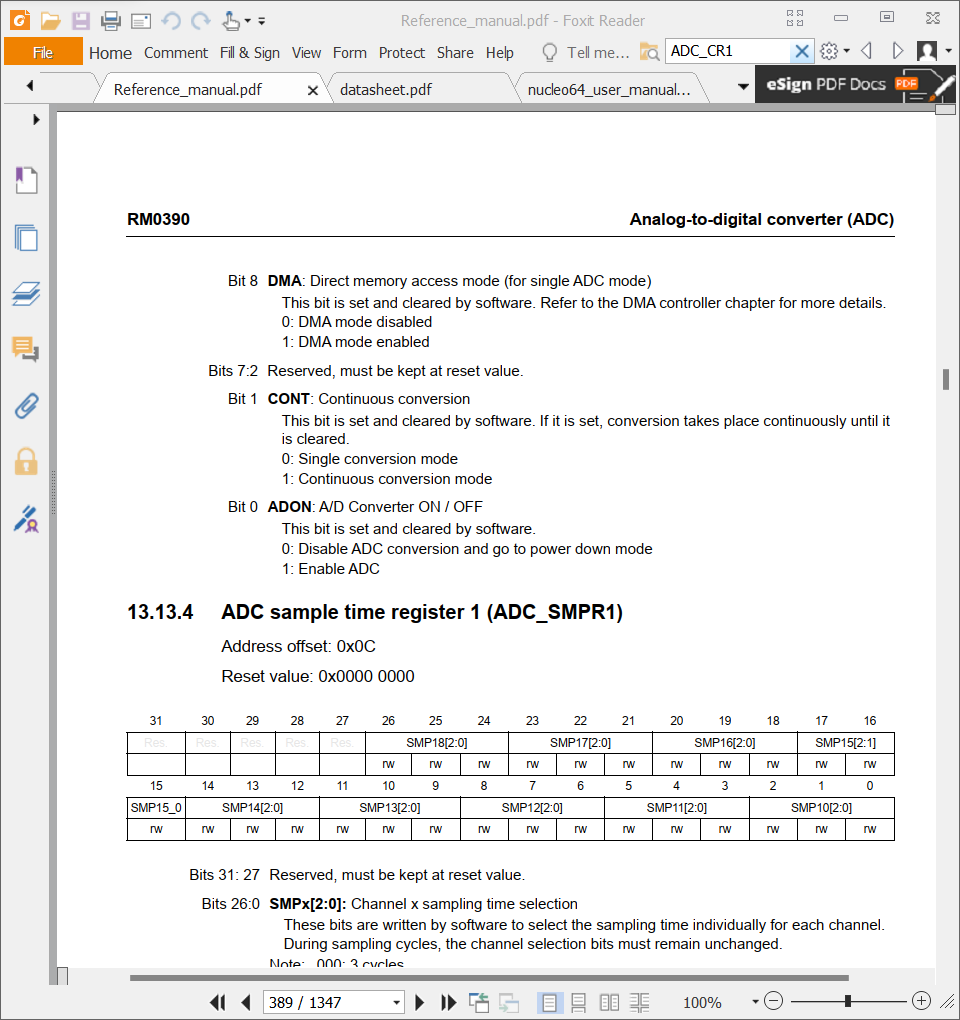 Reference_manual.pdf - Foxit Reader
File Home Comment Fill & Sign View Form Protect Share Help Tell me... ADC_CR1
Reference_manual.pdf datasheet.pdf nucleo64_user_manual... eSign PDF Docs PDF
RM0390 Analog-to-digital converter (ADC)
Bit 8 DMA: Direct memory access mode (for single ADC mode)
This bit is set and cleared by software. Refer to the DMA controller chapter for more details.
0: DMA mode disabled
1: DMA mode enabled
Bits 7:2 Reserved, must be kept at reset value.
Bit 1 CONT: Continuous conversion
This bit is set and cleared by software. If it is set, conversion takes place continuously until it
is cleared.
0: Single conversion mode
1: Continuous conversion mode
Bit 0 ADON: A/D Converter ON / OFF
This bit is set and cleared by software.
0: Disable ADC conversion and go to power down mode
1: Enable ADC
13.13.4 ADC sample time register 1 (ADC_SMPR1)
Address offset: 0x0C
Reset value: 0x0000 0000
31 30 29 28 27 26 25 24 23 22 21 20 19 18 17 16
Res. Res. Res. Res. Res. SMP18[2:0] SMP17[2:0] SMP16[2:0] SMP15[2:1]
rw rw rw rw rw rw rw rw rw rw rw
15 14 13 12 11 10 9 8 7 6 5 4 3 2 1 0
SMP15_0 SMP14[2:0] SMP13[2:0] SMP12[2:0] SMP11[2:0] SMP10[2:0]
rw rw rw rw rw rw rw rw rw rw rw rw rw rw rw rw
Bits 31: 27 Reserved, must be kept at reset value.
Bits 26:0 SMPx[2:0]: Channel x sampling time selection
These bits are written by software to select the sampling time individually for each channel.
During sampling cycles, the channel selection bits must remain unchanged.
Note: 000: 3 cycles
389 / 1347 100%